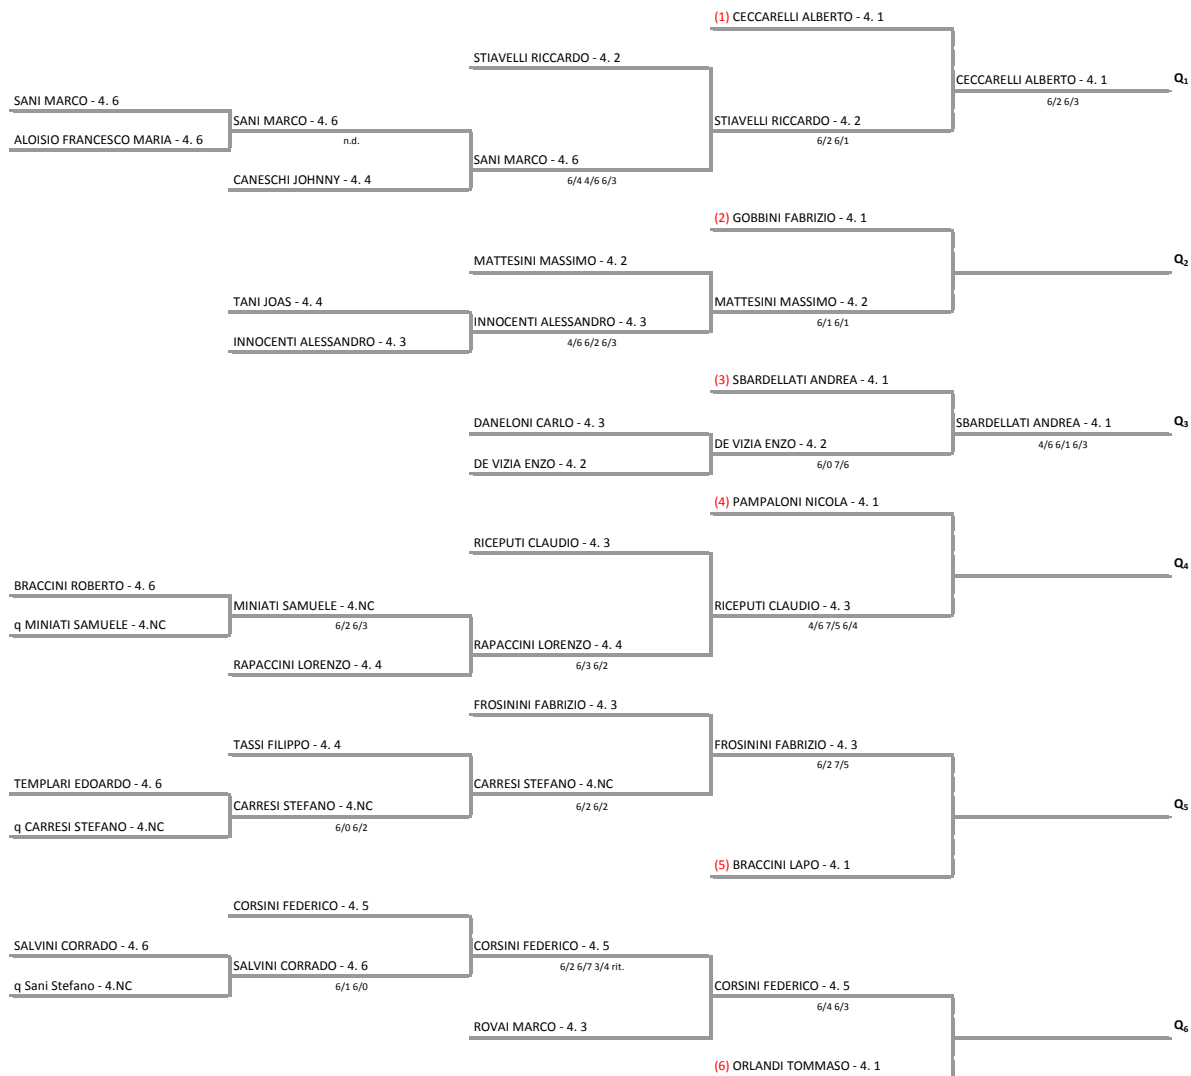 (1) CECCARELLI ALBERTO - 4. 1
STIAVELLI RICCARDO - 4. 2
CECCARELLI ALBERTO - 4. 1
Q1
6/2 6/3
SANI MARCO - 4. 6
SANI MARCO - 4. 6
n.d.
STIAVELLI RICCARDO - 4. 2
6/2 6/1
ALOISIO FRANCESCO MARIA - 4. 6
SANI MARCO - 4. 6
6/4 4/6 6/3
CANESCHI JOHNNY - 4. 4
(2) GOBBINI FABRIZIO - 4. 1
MATTESINI MASSIMO - 4. 2
Q2
TANI JOAS - 4. 4
MATTESINI MASSIMO - 4. 2
6/1 6/1
INNOCENTI ALESSANDRO - 4. 3
4/6 6/2 6/3
INNOCENTI ALESSANDRO - 4. 3
(3) SBARDELLATI ANDREA - 4. 1
DANELONI CARLO - 4. 3
SBARDELLATI ANDREA - 4. 1
Q3
4/6 6/1 6/3
DE VIZIA ENZO - 4. 2
6/0 7/6
DE VIZIA ENZO - 4. 2
(4) PAMPALONI NICOLA - 4. 1
RICEPUTI CLAUDIO - 4. 3
Q4
BRACCINI ROBERTO - 4. 6
MINIATI SAMUELE - 4.NC
6/2 6/3
RICEPUTI CLAUDIO - 4. 3
4/6 7/5 6/4
q MINIATI SAMUELE - 4.NC
RAPACCINI LORENZO - 4. 4
6/3 6/2
RAPACCINI LORENZO - 4. 4
FROSININI FABRIZIO - 4. 3
TASSI FILIPPO - 4. 4
FROSININI FABRIZIO - 4. 3
6/2 7/5
TEMPLARI EDOARDO - 4. 6
CARRESI STEFANO - 4.NC
6/2 6/2
CARRESI STEFANO - 4.NC
6/0 6/2
Q5
q CARRESI STEFANO - 4.NC
(5) BRACCINI LAPO - 4. 1
CORSINI FEDERICO - 4. 5
SALVINI CORRADO - 4. 6
CORSINI FEDERICO - 4. 5
6/2 6/7 3/4 rit.
SALVINI CORRADO - 4. 6
6/1 6/0
q Sani Stefano - 4.NC
CORSINI FEDERICO - 4. 5
6/4 6/3
ROVAI MARCO - 4. 3
Q6
(6) ORLANDI TOMMASO - 4. 1